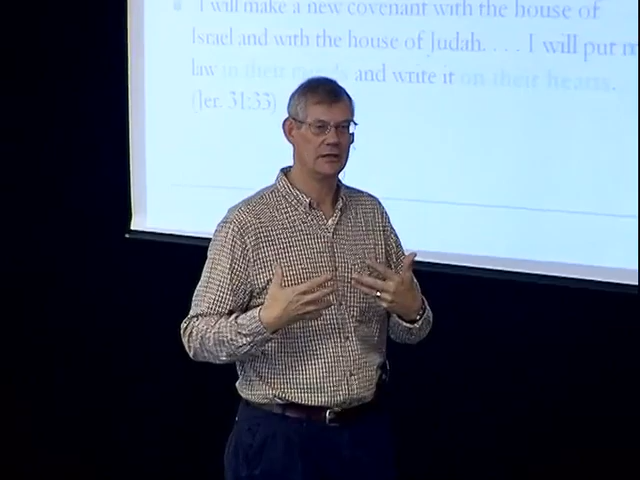 I will make a new covenant with the house of
Israel and with the house of Judah. . . . I will put m
law in their minds and write it on their hearts.
(Jer. 31:33)